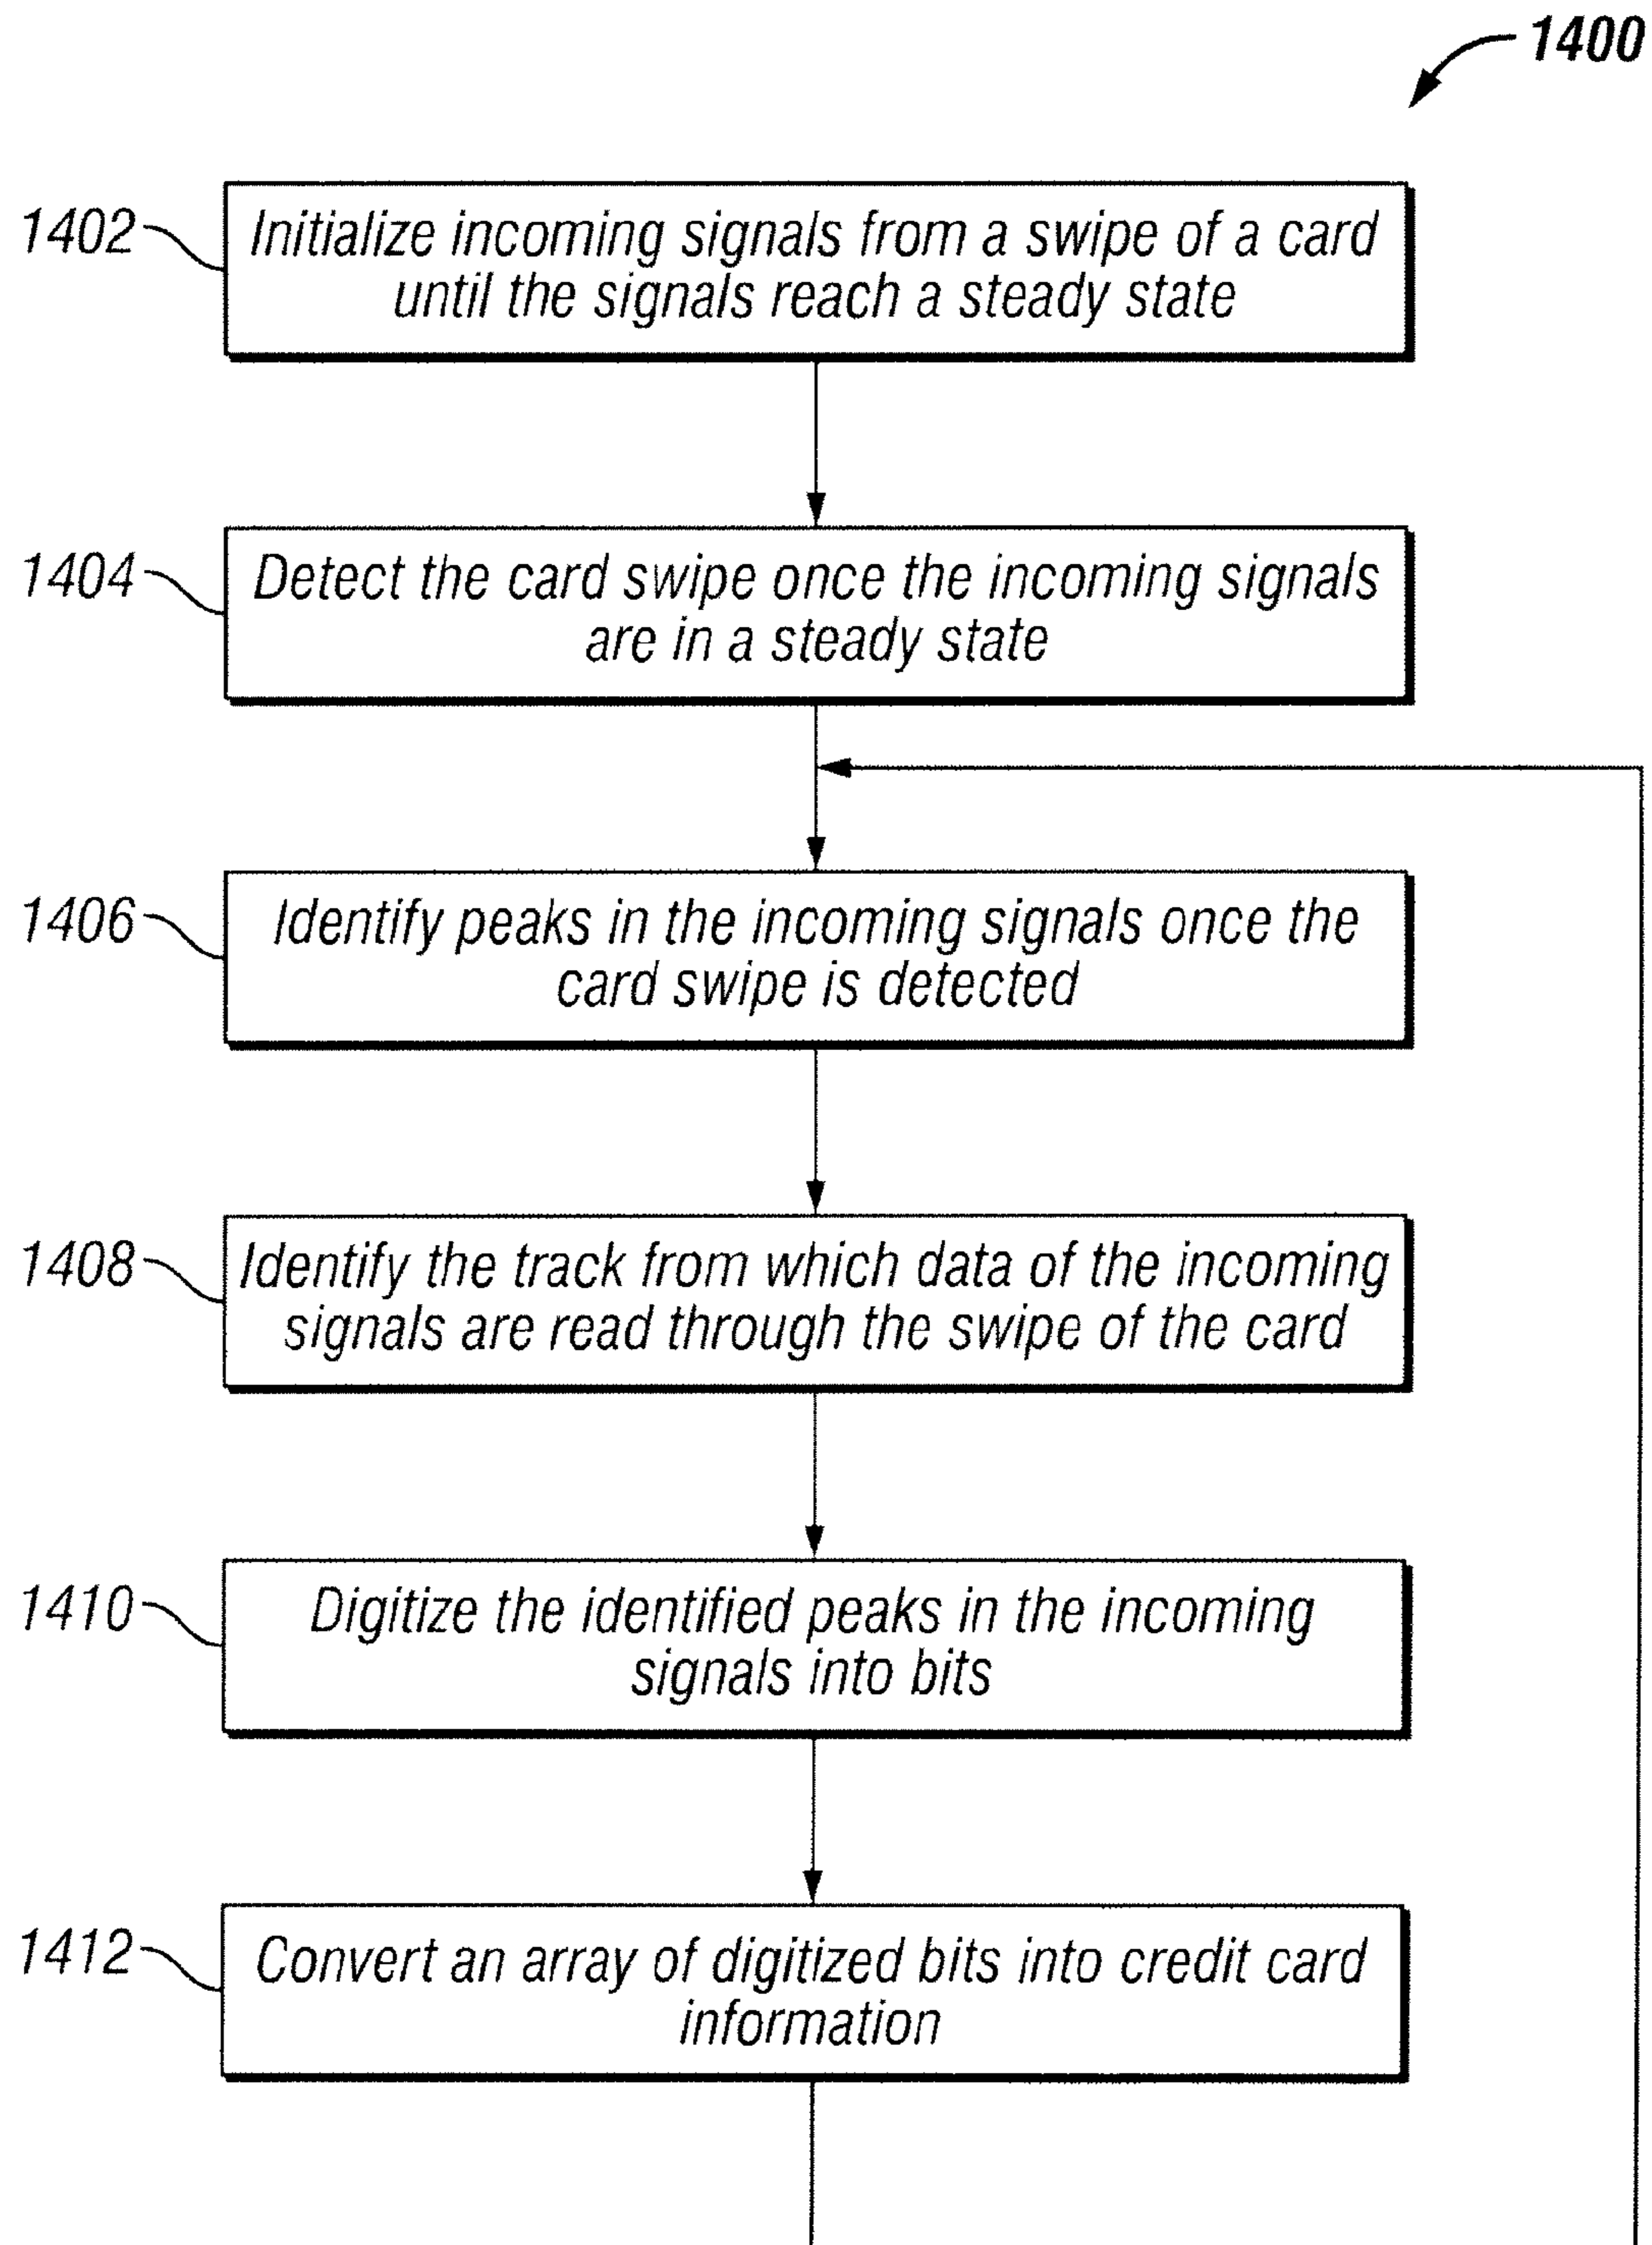 1400
1402
Initialize incoming signals from a swipe of a card
until the signals reach a steady state
1404
Detect the card swipe once the incoming signals
are in a steady state
1406
Identify peaks in the incoming signals once the
card swipe is detected
1408
Identify the track from which data of the incoming
signals are read through the swipe of the card
1410
Digitize the identified peaks in the incoming
signals into bits
1412
Convert an array of digitized bits into credit card
information